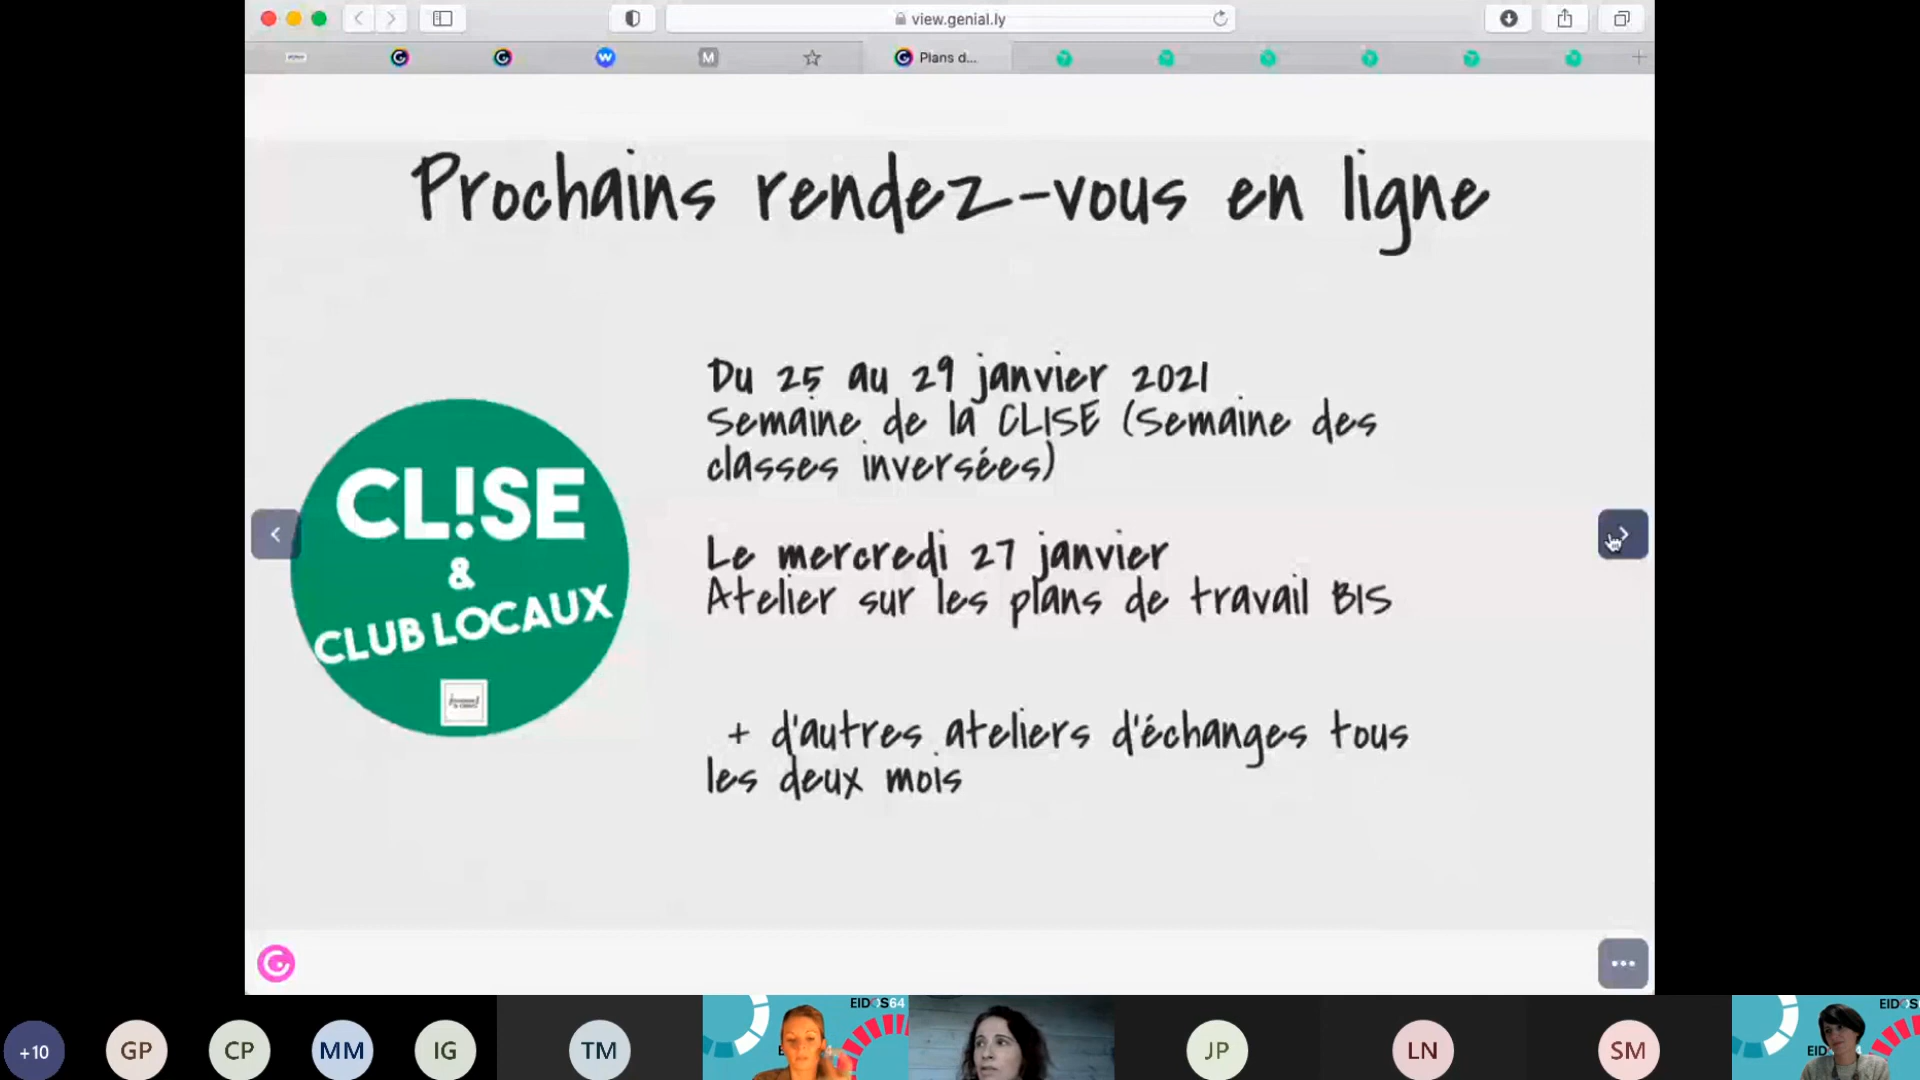 view.genial.ly
Plans d...
Prochains rendez-vous en ligne
Du 25 au 29 janvier 2021
Semaine de la CLISE (Semaine des
classes inversées)
Le mercredi 27 janvier
Atelier sur les plans de travail BIS
+ d'autres ateliers d'échanges tous
les deux mois
CL!SE
&
CLUB LOCAUX
+10
GP
CP
MM
IG
TM
EIDOS64
JP
LN
SM
EIDOS
EID